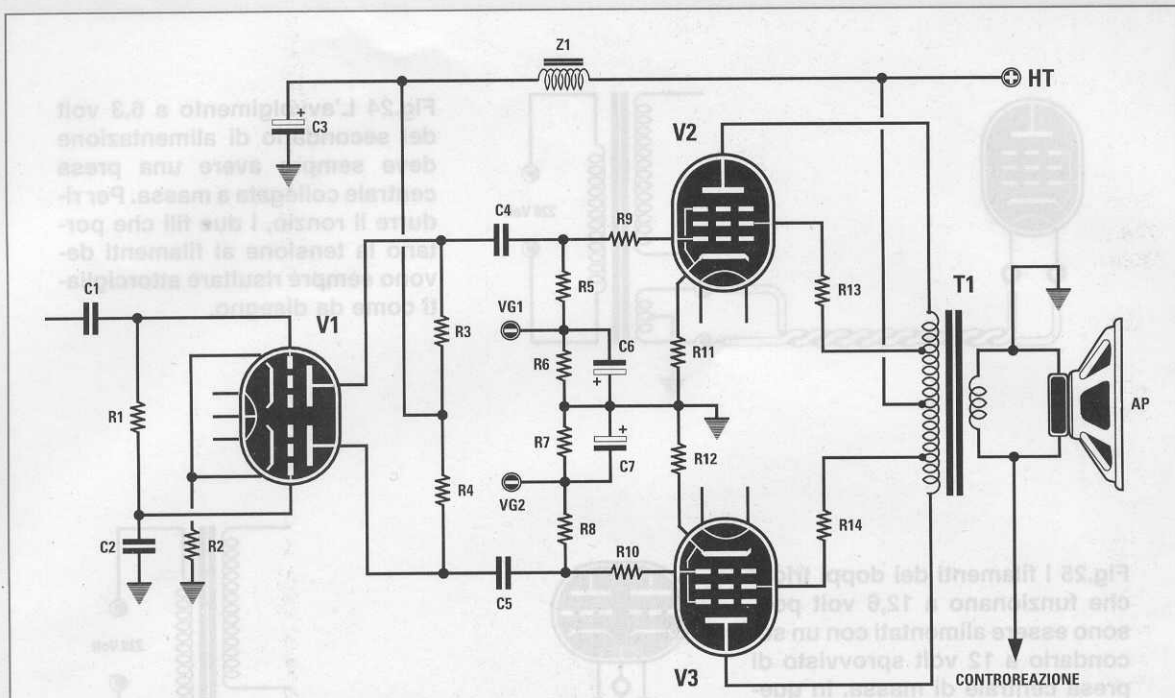 Z1
HT
C3
V2
Fig.24 L'avvolgimento a 6,3 volt
del secondario di alimentazione
deve sempre avere una presa
centrale collegata a massa. Per ri-
durre il ronzio, i due fili che por-
tano la tensione ai filamenti de-
vono sempre risultare attorciglia-
ti come da disegno.
C4
R9
C1
V1
R5
R13
T1
VG1
C6
R3
R6
R11
R1
AP
R7
C7
R12
R4
VG2
R8
R14
C2
R2
R10
C5
Fig.25 I filamenti dei doppi
che funzionano a 12,6 volt
sono essere alimentati con un
condario a 12 volt sprovvisto di
presa centrale di massa. In
V3
CONTROREAZIONE